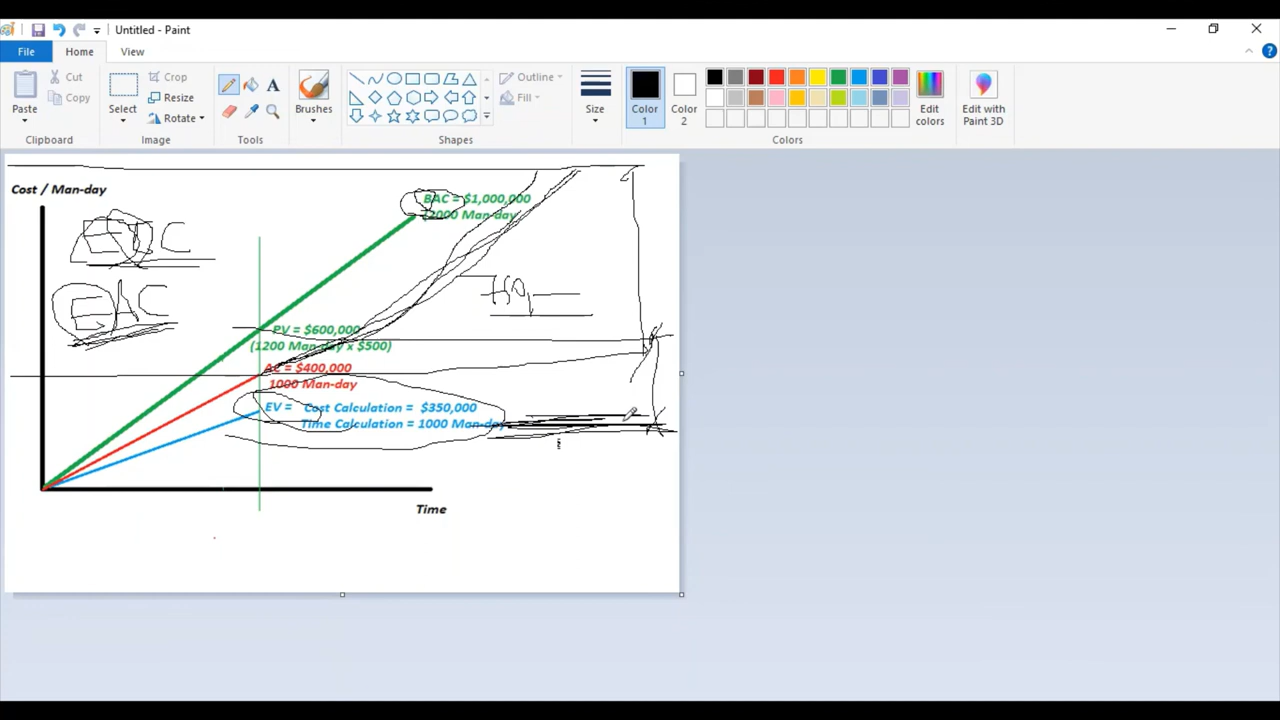 Untitled - Paint
File
Home
View
Paste
Cut
Copy
Clipboard
Select
Crop
Resize
Rotate
Image
Tools
Brushes
Shapes
Outline
Fill
Size
Color 1
Color 2
Edit colors
Colors
Edit with Paint 3D
Cost / Man-day
BAC = $1,000,000
(2000 Man-day
EAC
PV = $600,000
(1200 Man-day x $500)
AC = $400,000
1000 Man-day
EV = Cost Calculation = $350,000
Time Calculation = 1000 Man-day
Time